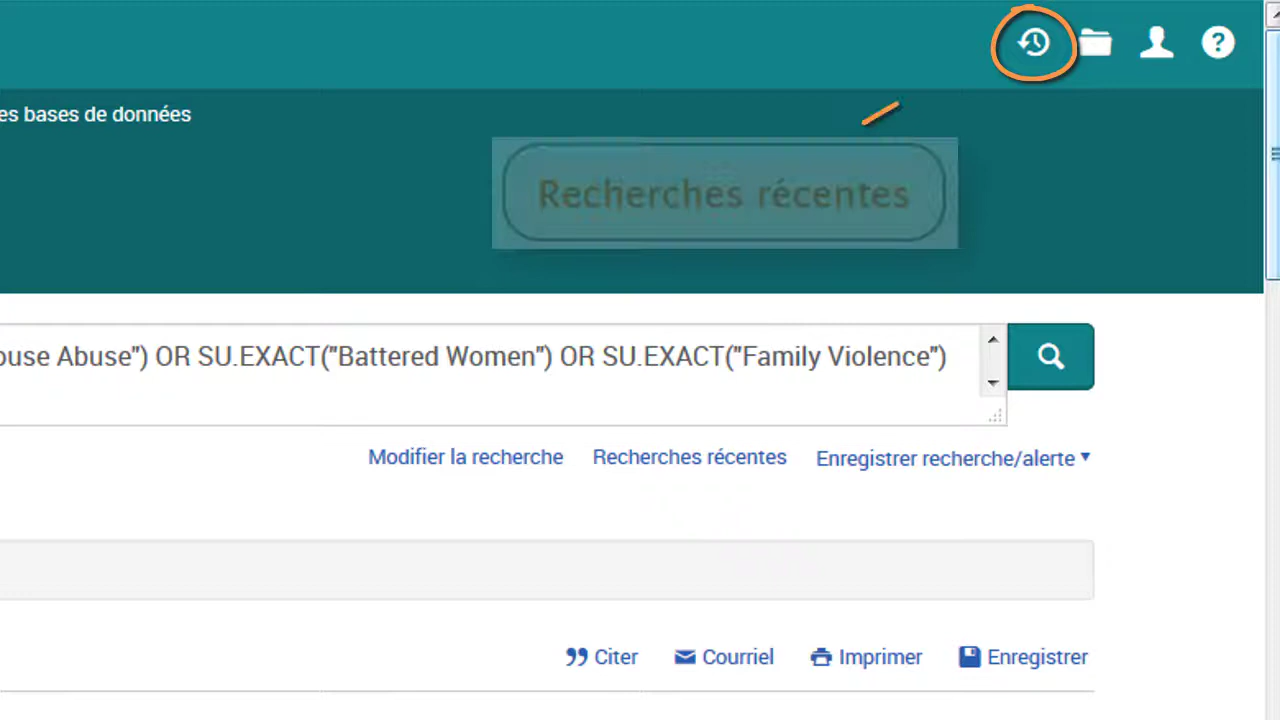 es bases de données
Recherches récentes
ouse Abuse") OR SU.EXACT("Battered Women") OR SU.EXACT("Family Violence")
Modifier la recherche Recherches récentes Enregistrer recherche/alerte
Citer Courriel Imprimer Enregistrer